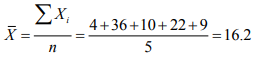 X̄ = ∑ Xᵢ / n = 4+36+10+22+9 / 5 = 16.2